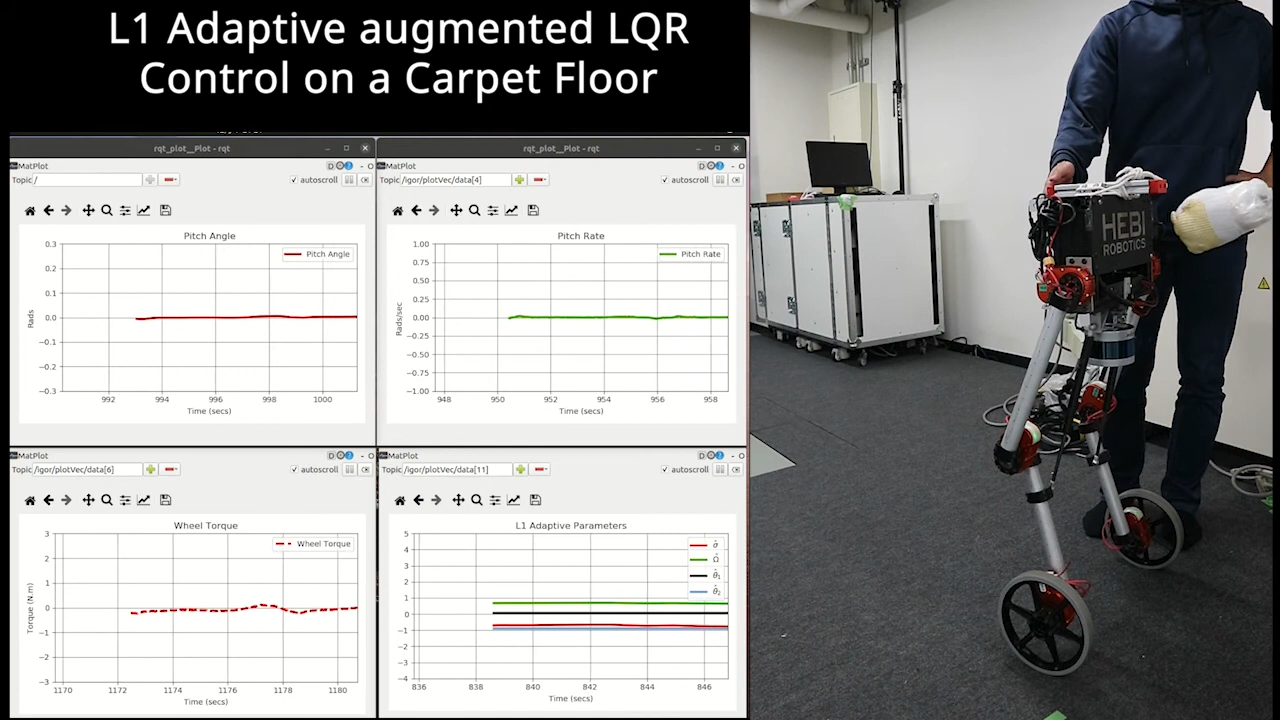 L1 Adaptive augmented LQR
Control on a Carpet Floor
rqt_plot__Plot - rqt
MatPlot
Topic /
autoscroll
Pitch Angle
Pitch Angle
Rads
0.3
0.2
0.1
0.0
−0.1
−0.2
−0.3
992 994 996 998 1000
Time (secs)
rqt_plot__Plot - rqt
MatPlot
Topic /igor/plotVec/data[4]
autoscroll
Pitch Rate
Pitch Rate
Rads/sec
1.00
0.75
0.50
0.25
0.00
−0.25
−0.50
−0.75
−1.00
948 950 952 954 956 958
Time (secs)
MatPlot
Topic /igor/plotVec/data[6]
autoscroll
Wheel Torque
Wheel Torque
Torque (N.m)
3
2
1
0
−1
−2
−3
1170 1172 1174 1176 1178 1180
Time (secs)
MatPlot
Topic /igor/plotVec/data[11]
autoscroll
L1 Adaptive Parameters
σ̂
Ω̂
θ̂1
θ̂2
5
4
3
2
1
0
−1
−2
−3
−4
836 838 840 842 844 846
Time (secs)
HEBI
ROBOTICS